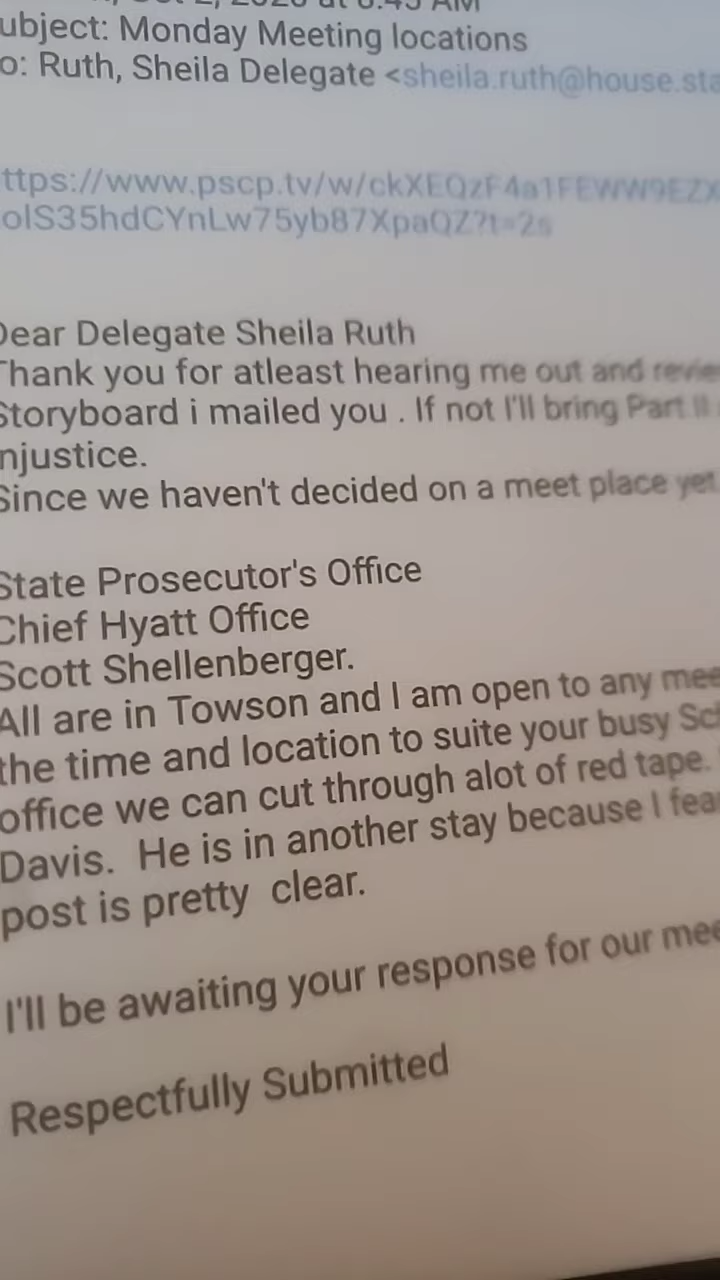 ubject: Monday Meeting locations
o: Ruth, Sheila Delegate <sheila.ruth@house.sta
ttps://www.pscp.tv/w/ckXEQzF4a1FEWW9EZX
olS35hdCYnLw75yb87XpaQZ?t=2s
Dear Delegate Sheila Ruth
Thank you for atleast hearing me out and revie
Storyboard i mailed you . If not I'll bring Part II
njustice.
Since we haven't decided on a meet place yet
State Prosecutor's Office
Chief Hyatt Office
Scott Shellenberger.
All are in Towson and I am open to any mee
the time and location to suite your busy Sch
office we can cut through alot of red tape.
Davis. He is in another stay because I fea
post is pretty clear.
I'll be awaiting your response for our mee
Respectfully Submitted